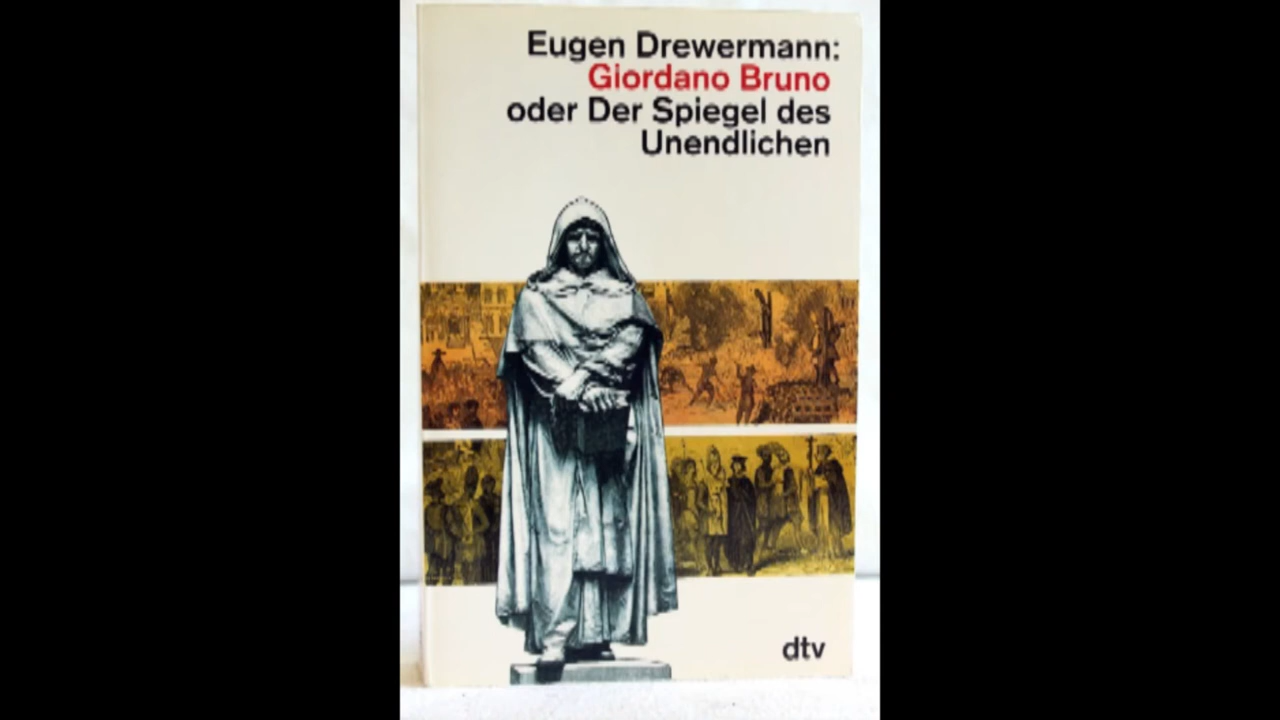 Eugen Drewermann:
Giordano Bruno
oder Der Spiegel des
Unendlichen
dtv